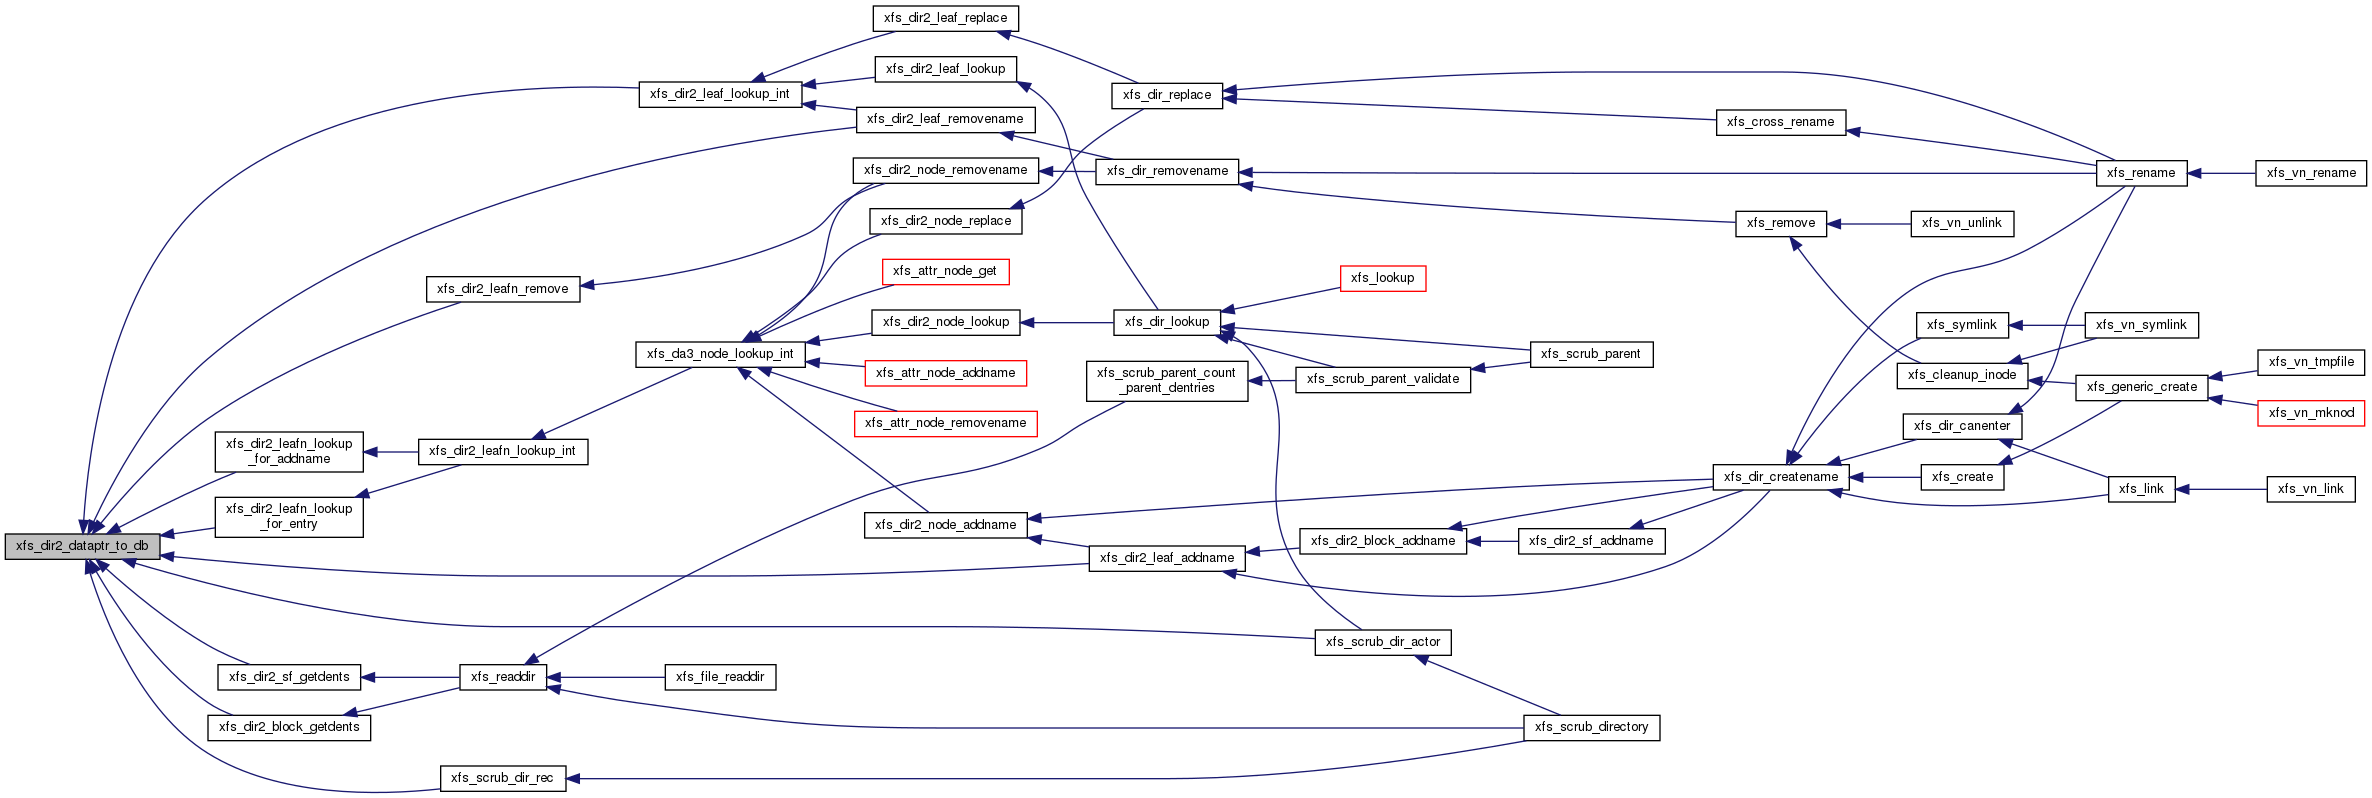 xfs_dir2_leaf_replace
xfs_dir2_leaf_lookup
xfs_dir2_leaf_lookup_int
xfs_dir_replace
xfs_dir2_leaf_removename
xfs_cross_rename
xfs_dir2_node_removename
xfs_dir_removename
xfs_rename
xfs_vn_rename
xfs_dir2_node_replace
xfs_remove
xfs_vn_unlink
xfs_attr_node_get
xfs_lookup
xfs_dir2_leafn_remove
xfs_dir2_node_lookup
xfs_dir_lookup
xfs_symlink
xfs_vn_symlink
xfs_da3_node_lookup_int
xfs_scrub_parent
xfs_vn_tmpfile
xfs_attr_node_addname
xfs_scrub_parent_count
_parent_dentries
xfs_scrub_parent_validate
xfs_cleanup_inode
xfs_generic_create
xfs_attr_node_removename
xfs_vn_mknod
xfs_dir_canenter
xfs_dir2_leafn_lookup
_for_addname
xfs_dir2_leafn_lookup_int
xfs_dir_createname
xfs_create
xfs_link
xfs_vn_link
xfs_dir2_leafn_lookup
_for_entry
xfs_dir2_node_addname
xfs_dir2_dataptr_to_db
xfs_dir2_block_addname
xfs_dir2_sf_addname
xfs_dir2_leaf_addname
xfs_scrub_dir_actor
xfs_dir2_sf_getdents
xfs_readdir
xfs_file_readdir
xfs_dir2_block_getdents
xfs_scrub_directory
xfs_scrub_dir_rec